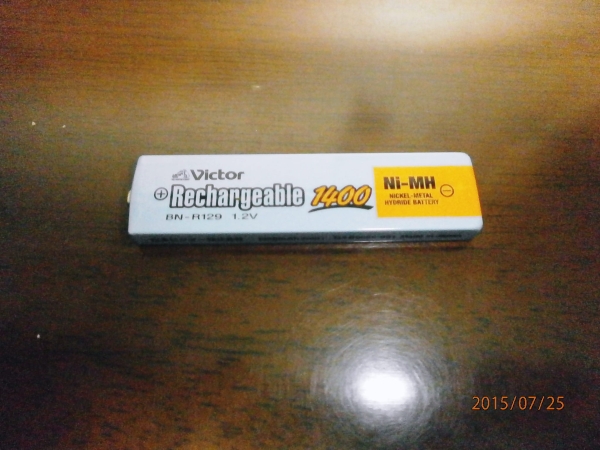 Victor
Rechargeable 1400
BN-R129 1.2V
Ni-MH
NICKEL-METAL
HYDRIDE BATTERY
2015/07/25